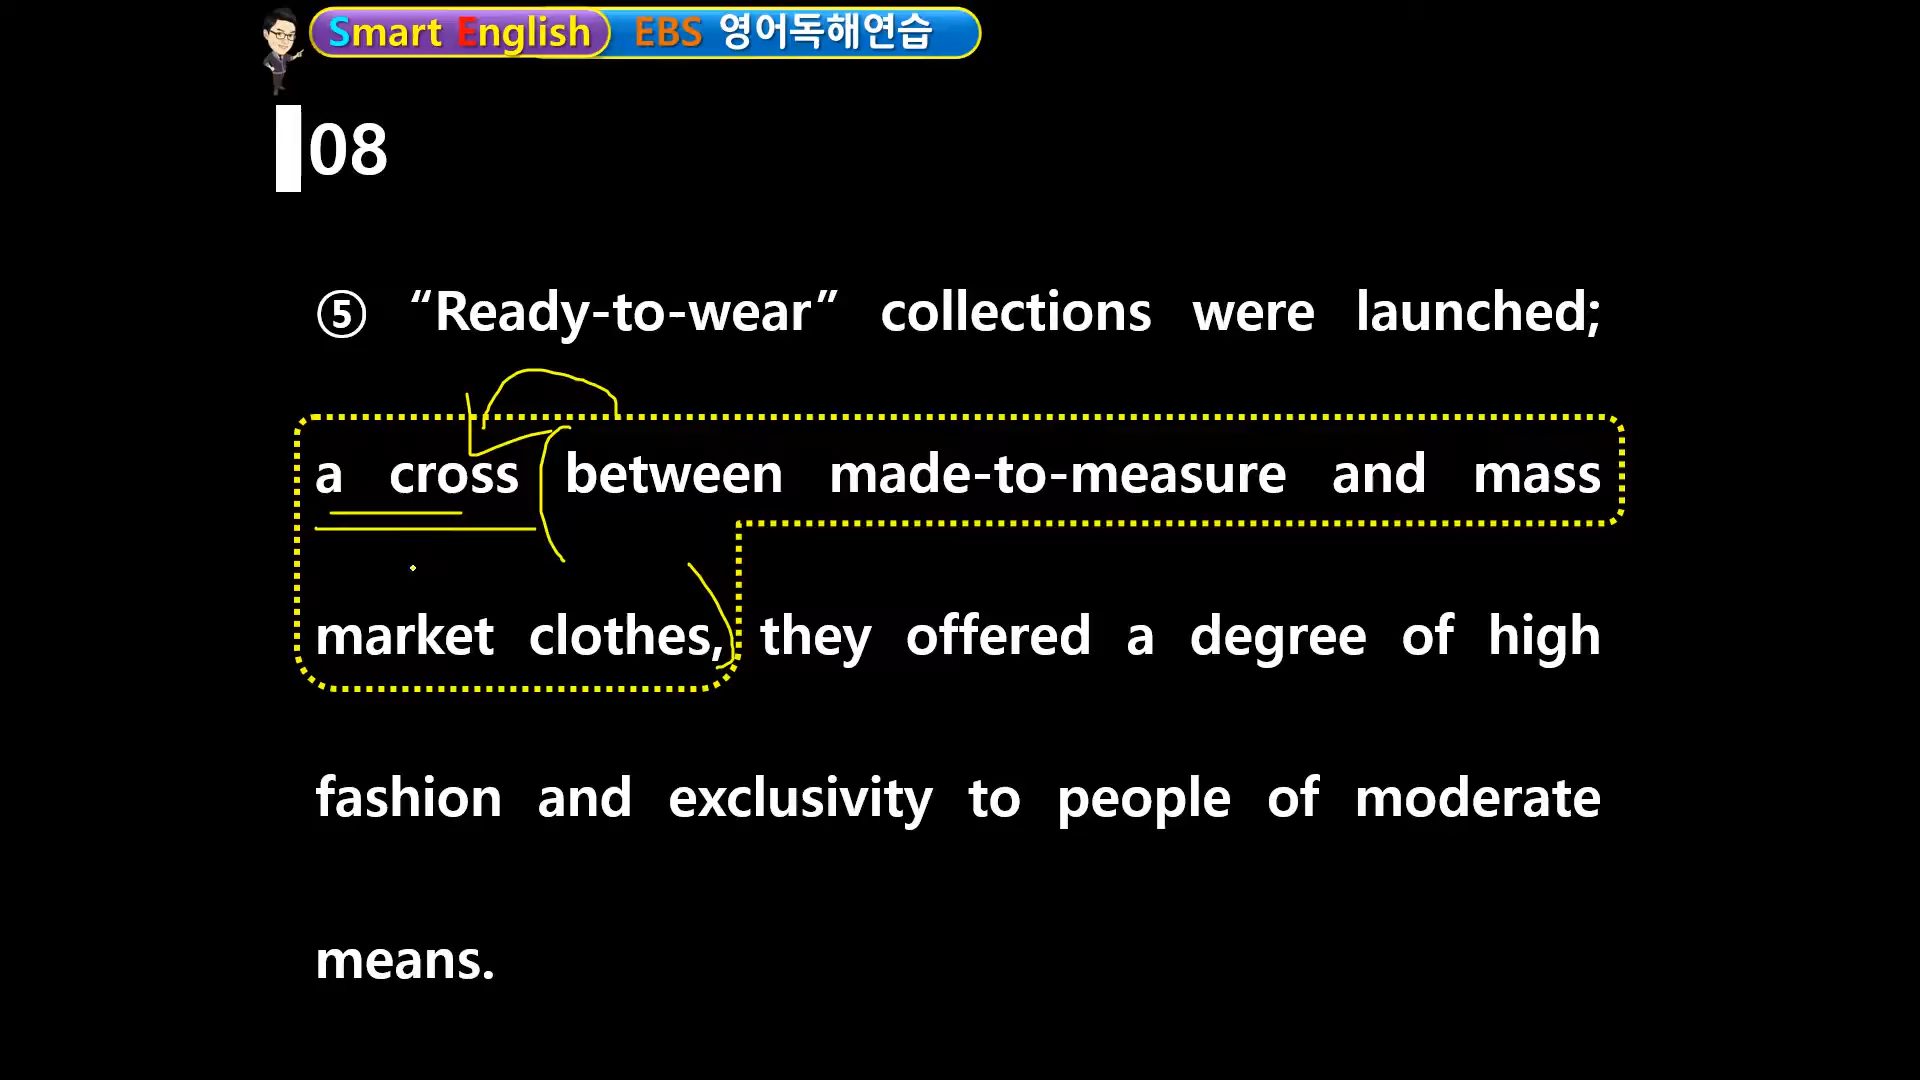 Smart English EBS 영어독해연습
08
⑤ “Ready-to-wear” collections were launched;
a cross between made-to-measure and mass
market clothes, they offered a degree of high
fashion and exclusivity to people of moderate
means.